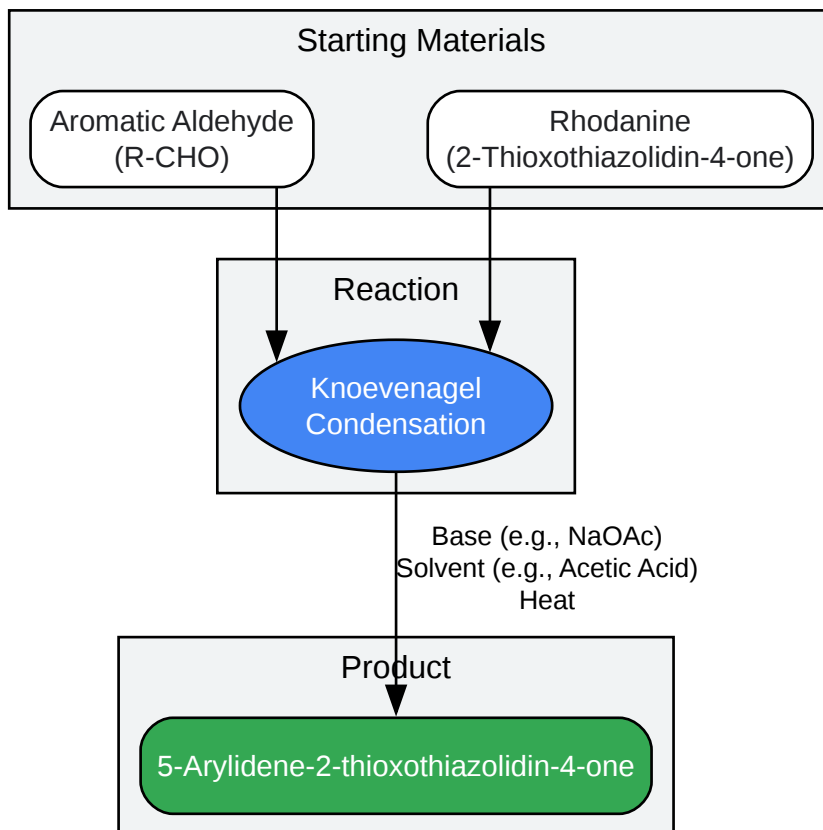 Starting Materials
Aromatic Aldehyde
(R-CHO)
Rhodanine
(2-Thioxothiazolidin-4-one)
Reaction
Knoevenagel
Condensation
Base (e.g., NaOAc)
Solvent (e.g., Acetic Acid)
Heat
Product
5-Arylidene-2-thioxothiazolidin-4-one